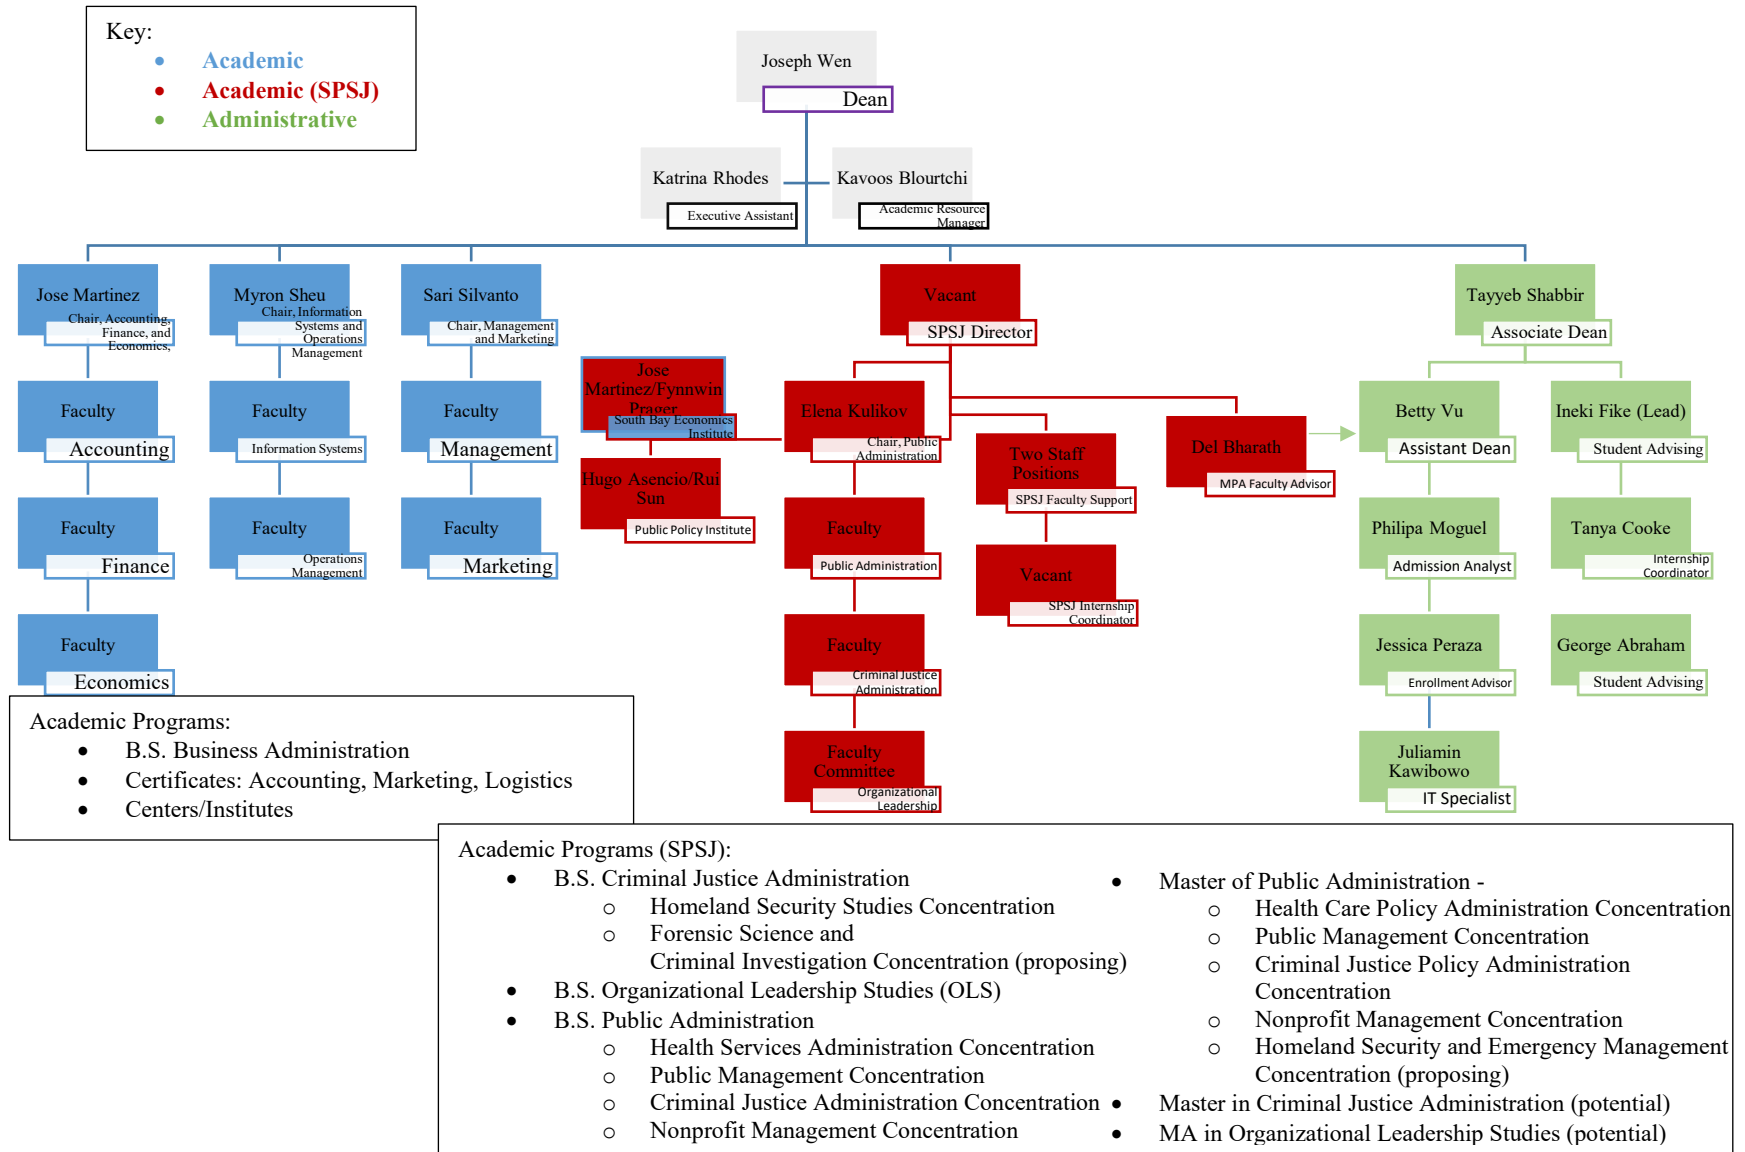 Key:
• Academic
• Academic (SPSJ)
• Administrative
Joseph Wen
Dean
Katrina Rhodes
Executive Assistant
Kavoos Blourtchi
Academic Resource
Manager
Jose Martinez
Chair, Accounting,
Finance, and
Economics,
Myron Sheu
Chair, Information
Systems and
Operations
Management
Sari Silvanto
Chair, Management
and Marketing
Vacant
SPSJ Director
Tayyeb Shabbir
Associate Dean
Jose
Martinez/Fynnwin
Prager
South Bay Economics
Institute
Faculty
Accounting
Faculty
Information Systems
Faculty
Management
Elena Kulikov
Chair, Public
Administration
Two Staff
Positions
SPSJ Faculty Support
Del Bharath
MPA Faculty Advisor
Betty Vu
Assistant Dean
Ineki Fike (Lead)
Student Advising
Hugo Asencio/Rui
Sun
Public Policy Institute
Faculty
Finance
Faculty
Operations
Management
Faculty
Marketing
Faculty
Public Administration
Vacant
SPSJ Internship
Coordinator
Philipa Moguel
Admission Analyst
Tanya Cooke
Internship
Coordinator
Faculty
Economics
Faculty
Criminal Justice
Administration
Jessica Peraza
Enrollment Advisor
George Abraham
Student Advising
Faculty
Committee
Organizational
Leadership
Juliamin
Kawibowo
IT Specialist
Academic Programs:
• B.S. Business Administration
• Certificates: Accounting, Marketing, Logistics
• Centers/Institutes
Academic Programs (SPSJ):
• B.S. Criminal Justice Administration
o Homeland Security Studies Concentration
o Forensic Science and
Criminal Investigation Concentration (proposing)
• B.S. Organizational Leadership Studies (OLS)
• B.S. Public Administration
o Health Services Administration Concentration
o Public Management Concentration
o Criminal Justice Administration Concentration
o Nonprofit Management Concentration
• Master of Public Administration -
o Health Care Policy Administration Concentration
o Public Management Concentration
o Criminal Justice Policy Administration
Concentration
o Nonprofit Management Concentration
o Homeland Security and Emergency Management
Concentration (proposing)
• Master in Criminal Justice Administration (potential)
• MA in Organizational Leadership Studies (potential)